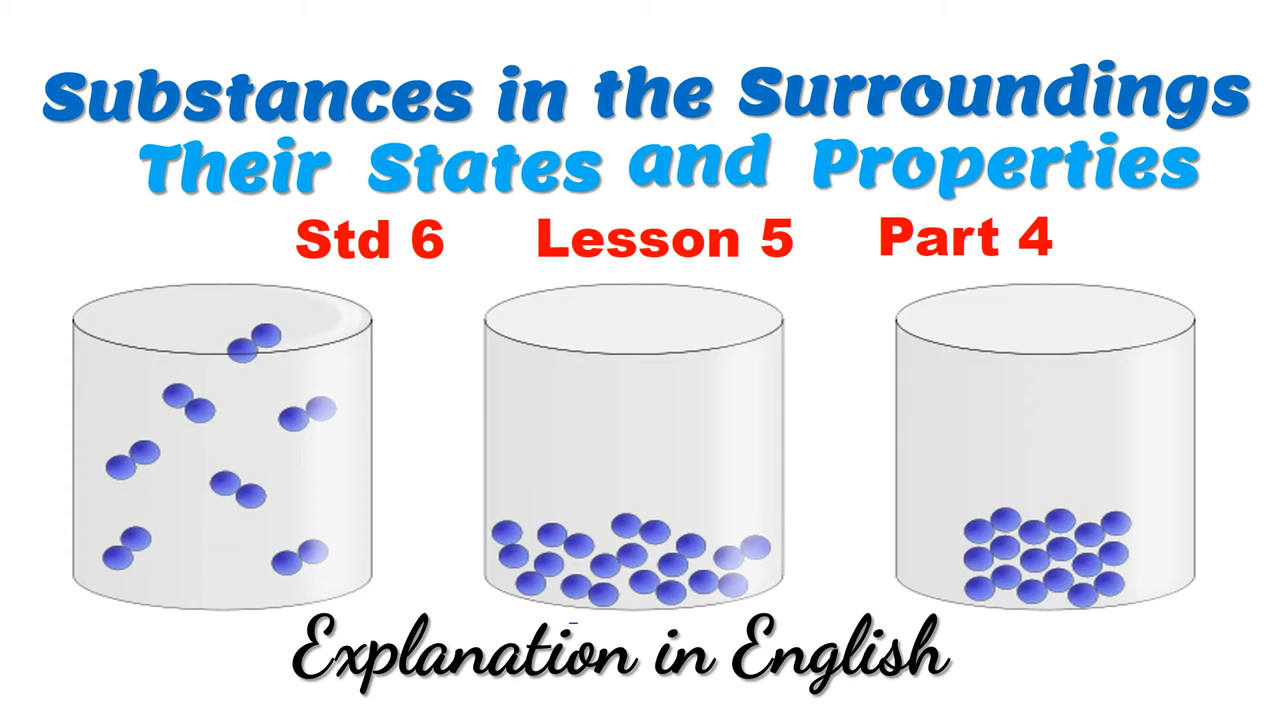 Substances in the Surroundings
Their States and Properties
Std 6 Lesson 5 Part 4
Explanation in English